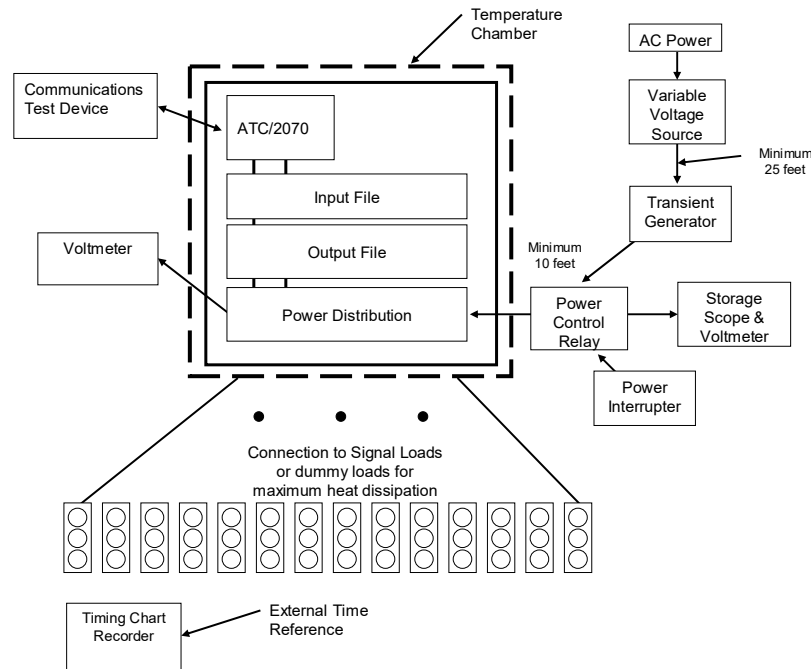 Temperature
Chamber
AC Power
Communications
Test Device
ATC/2070
Variable
Voltage
Source
Minimum
25 feet
Input File
Transient
Generator
Voltmeter
Output File
Minimum
10 feet
Power Distribution
Power
Control
Relay
Storage
Scope &
Voltmeter
Power
Interrupter
Connection to Signal Loads
or dummy loads for
maximum heat dissipation
Timing Chart
Recorder
External Time
Reference